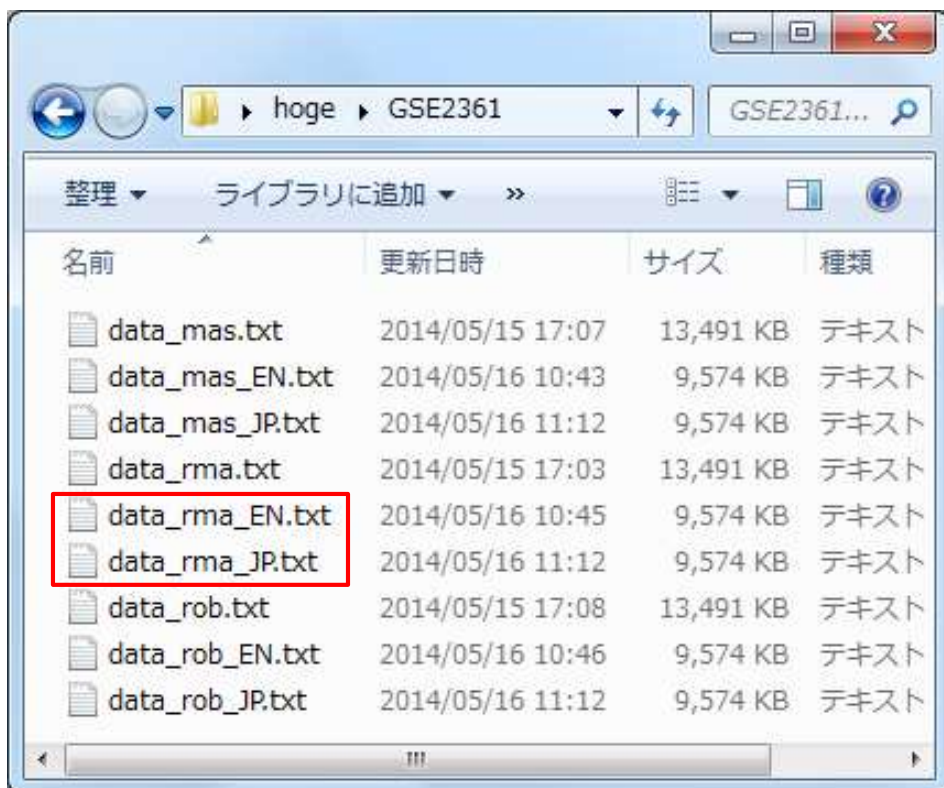 hoge GSE2361 GSE2361...
整理 ライブラリに追加 »
名前 更新日時 サイズ 種類
data_mas.txt 2014/05/15 17:07 13,491 KB テキスト
data_mas_EN.txt 2014/05/16 10:43 9,574 KB テキスト
data_mas_JP.txt 2014/05/16 11:12 9,574 KB テキスト
data_rma.txt 2014/05/15 17:03 13,491 KB テキスト
data_rma_EN.txt 2014/05/16 10:45 9,574 KB テキスト
data_rma_JP.txt 2014/05/16 11:12 9,574 KB テキスト
data_rob.txt 2014/05/15 17:08 13,491 KB テキスト
data_rob_EN.txt 2014/05/16 10:46 9,574 KB テキスト
data_rob_JP.txt 2014/05/16 11:12 9,574 KB テキスト